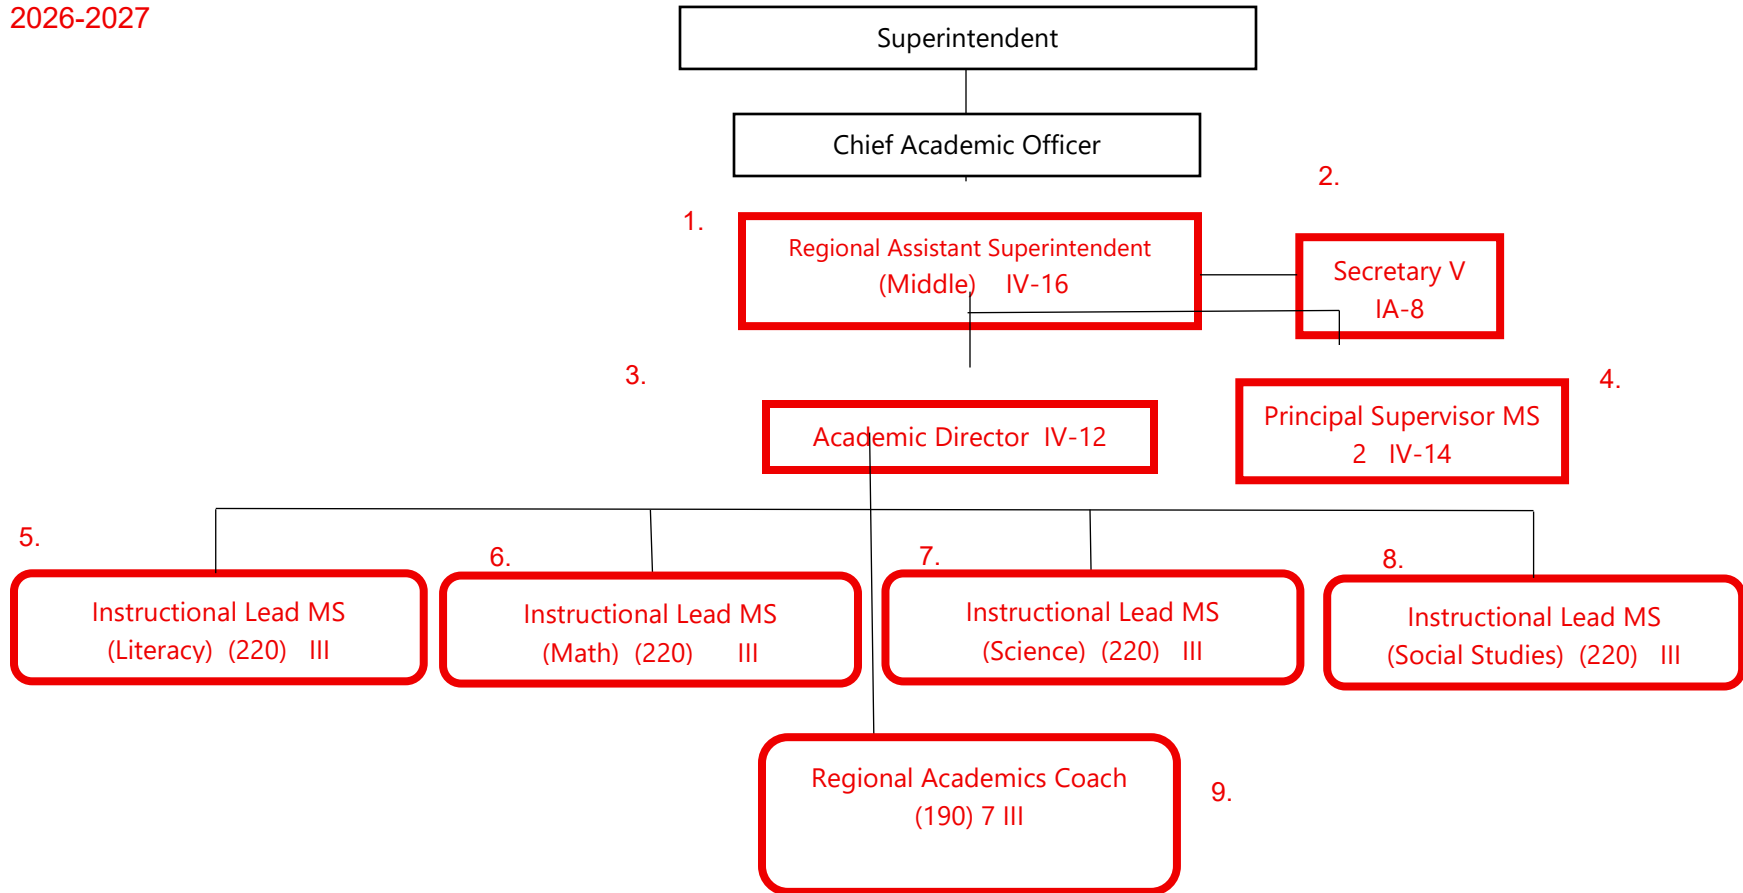 2026-2027
Superintendent
Chief Academic Officer
1.
2.
Regional Assistant Superintendent
(Middle) IV-16
Secretary V
IA-8
3.
4.
Academic Director IV-12
Principal Supervisor MS
2 IV-14
5.
6.
7.
8.
Instructional Lead MS
(Literacy) (220) III
Instructional Lead MS
(Math) (220) III
Instructional Lead MS
(Science) (220) III
Instructional Lead MS
(Social Studies) (220) III
Regional Academics Coach
(190) 7 III
9.